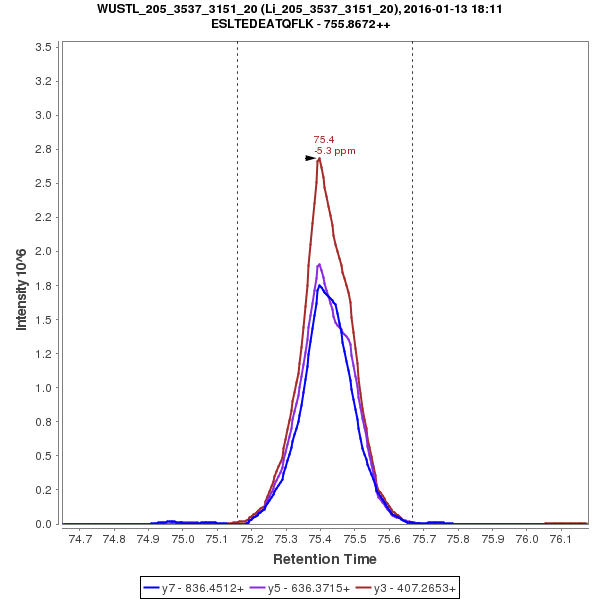 WUSTL_205_3537_3151_20 (Li_205_3537_3151_20), 2016-01-13 18:11
ESLTEDEATQFLK - 755.8672++
3.5
3.2
3.0
2.8
2.5
2.2
2.0
1.8
1.5
1.2
1.0
0.8
0.5
0.2
0.0
Intensity 10^6
75.4
-5.3 ppm
74.7 74.8 74.9 75.0 75.1 75.2 75.3 75.4 75.5 75.6 75.7 75.8 75.9 76.0 76.1
Retention Time
y7 - 836.4512+ y5 - 636.3715+ y3 - 407.2653+